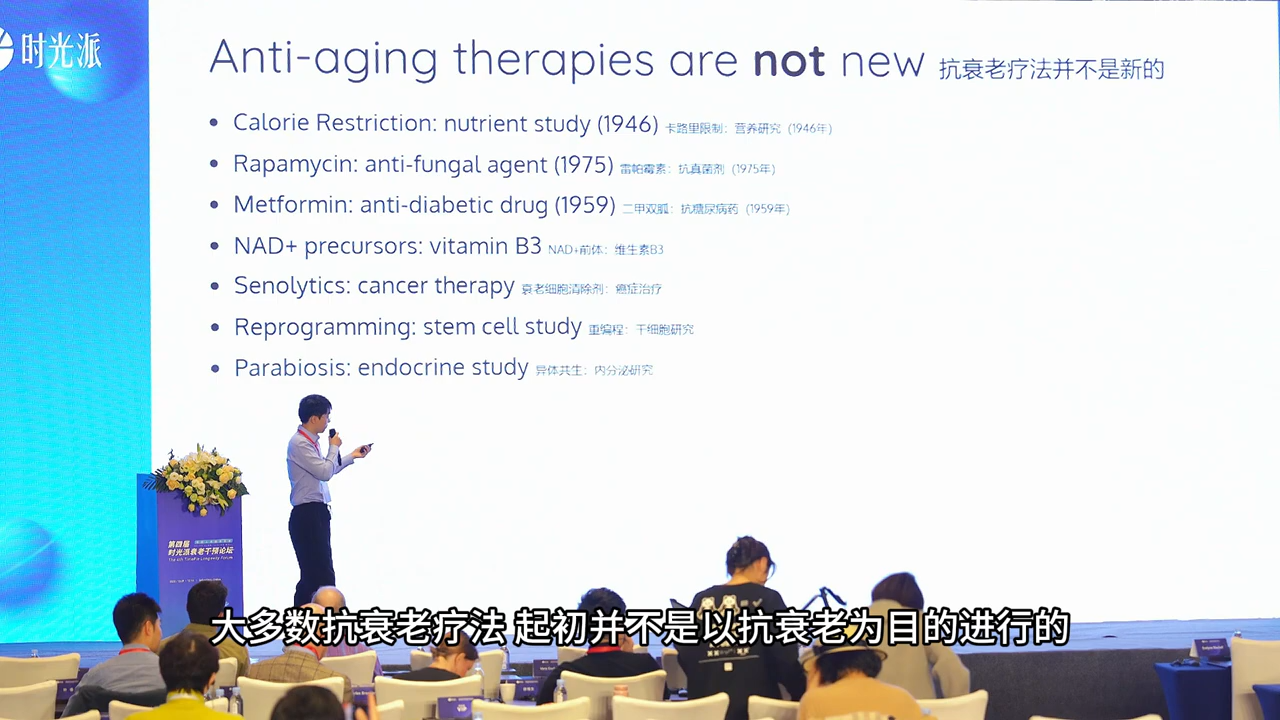 时光派
Anti-aging therapies are not new 抗衰老疗法并不是新的
• Calorie Restriction: nutrient study (1946) 卡路里限制：营养研究（1946年）
• Rapamycin: anti-fungal agent (1975) 雷帕霉素：抗真菌剂（1975年）
• Metformin: anti-diabetic drug (1959) 二甲双胍：抗糖尿病药（1959年）
• NAD+ precursors: vitamin B3 NAD+前体：维生素B3
• Senolytics: cancer therapy 衰老细胞清除剂：癌症治疗
• Reprogramming: stem cell study 重编程：干细胞研究
• Parabiosis: endocrine study 异体共生：内分泌研究
第四届
时光派衰老干预论坛
大多数抗衰老疗法 起初并不是以抗衰老为目的进行的